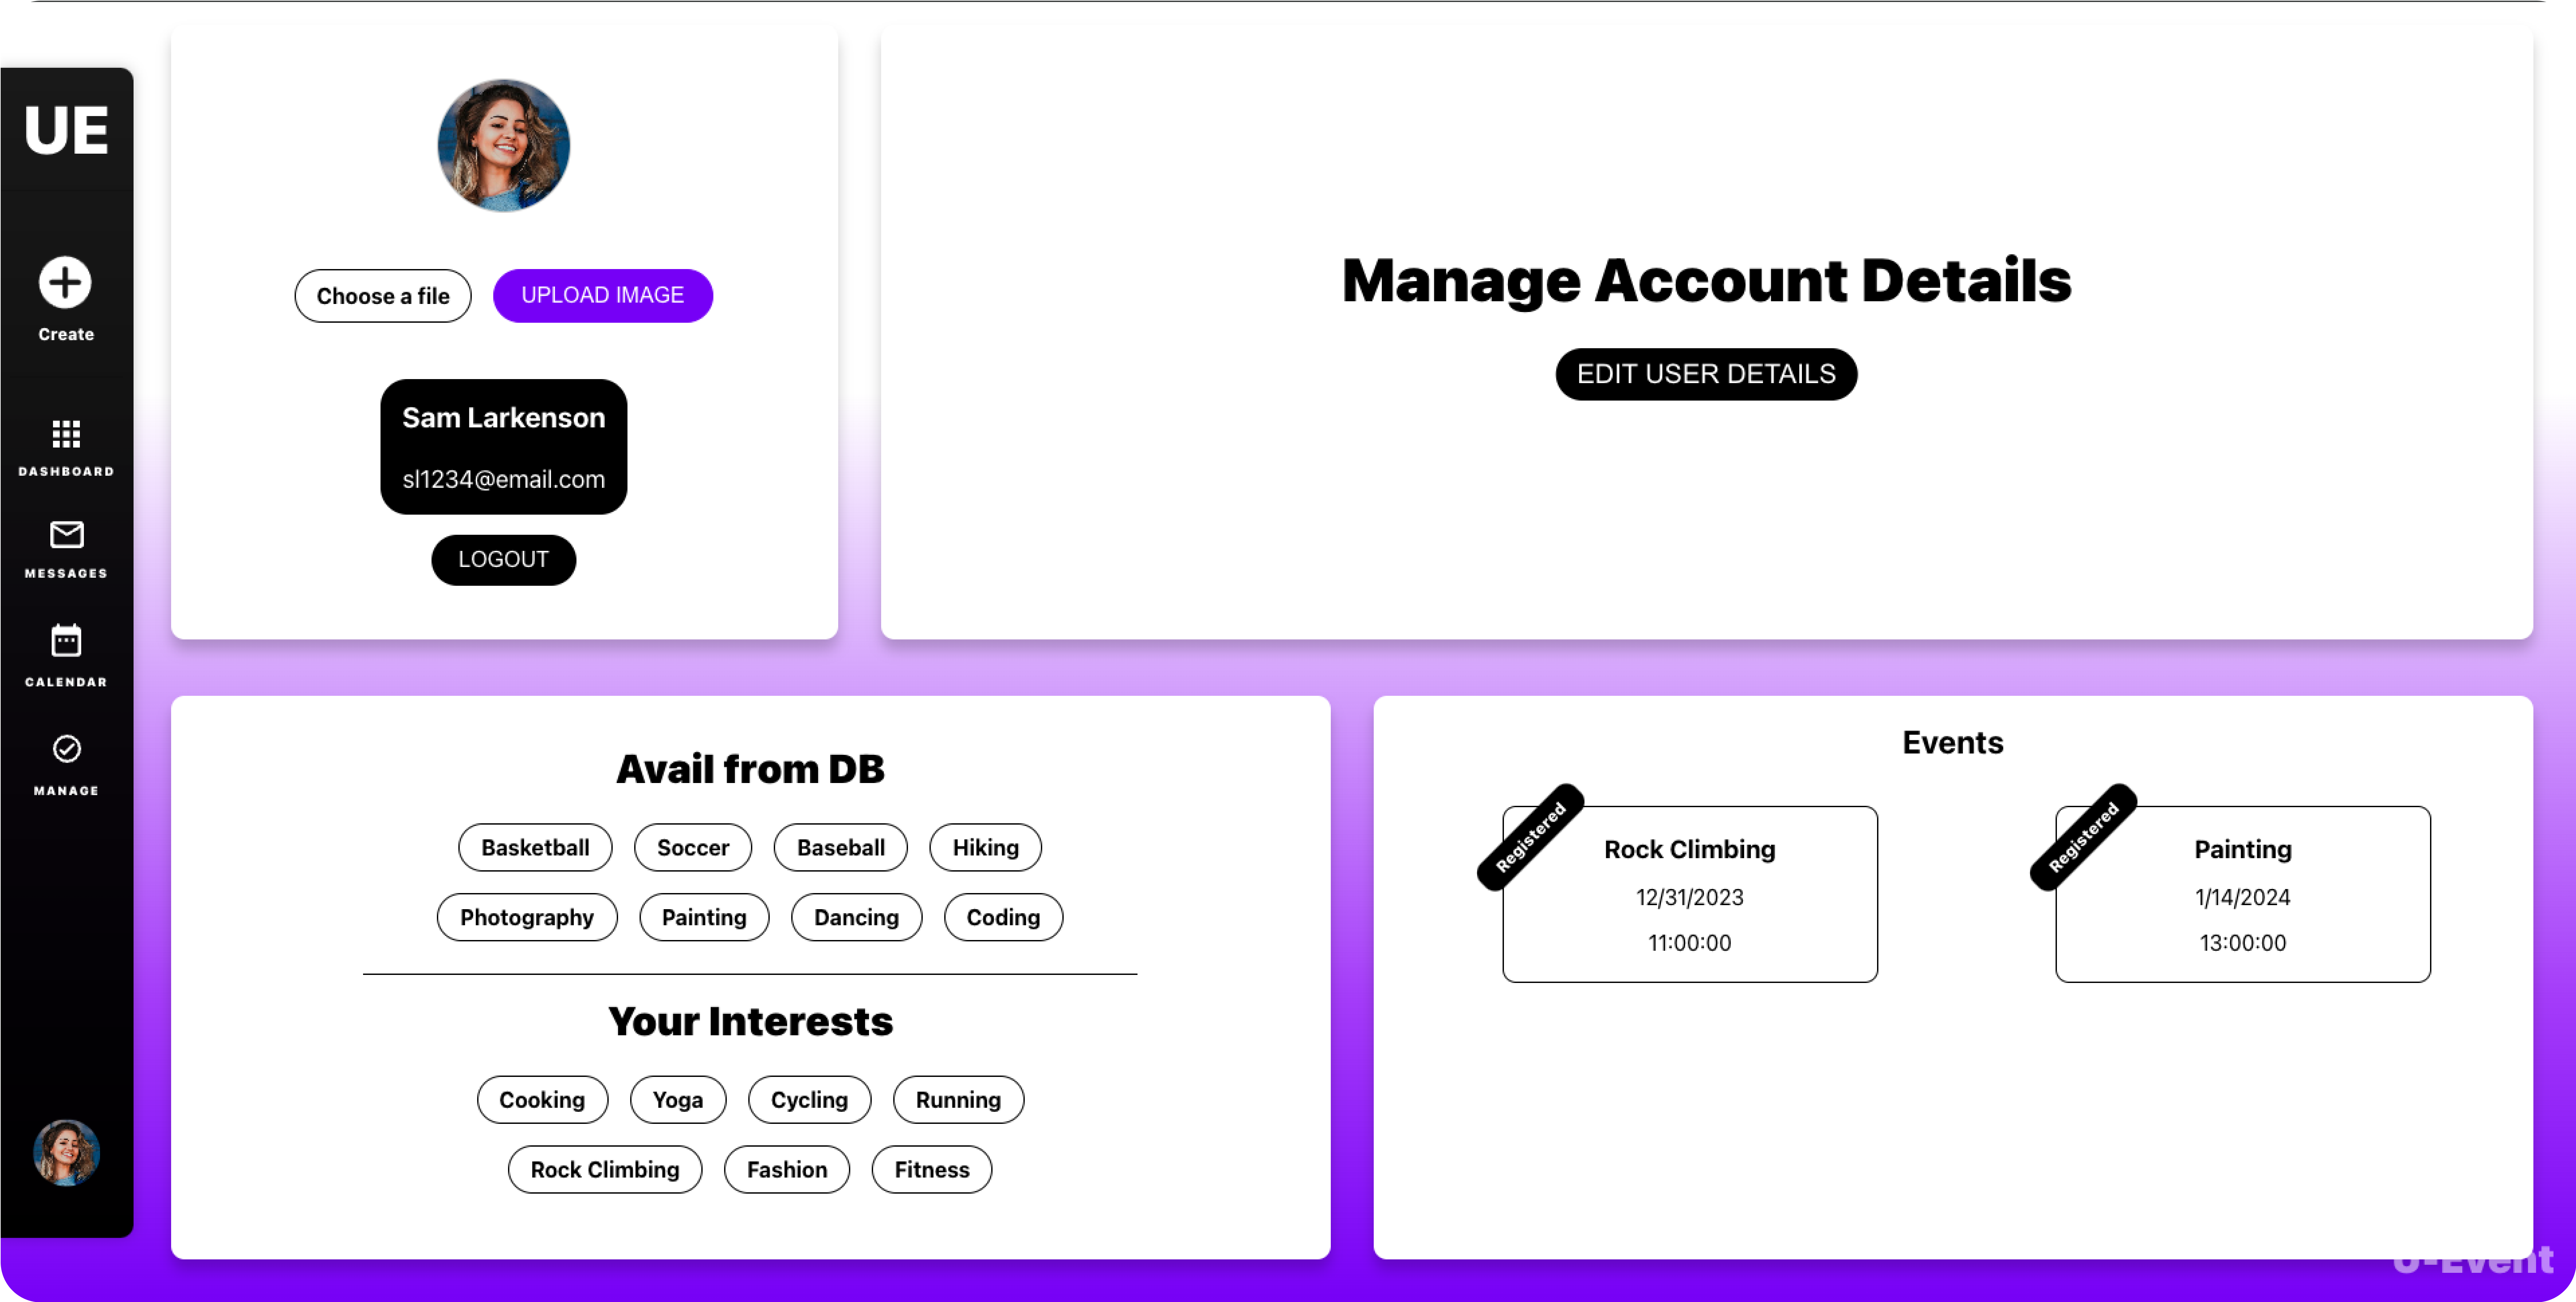 UE
Create
DASHBOARD
MESSAGES
CALENDAR
MANAGE
Choose a file
UPLOAD IMAGE
Sam Larkenson
sl1234@email.com
LOGOUT
Manage Account Details
EDIT USER DETAILS
Avail from DB
Basketball Soccer Baseball Hiking
Photography Painting Dancing Coding
Your Interests
Cooking Yoga Cycling Running
Rock Climbing Fashion Fitness
Events
Registered
Rock Climbing
12/31/2023
11:00:00
Registered
Painting
1/14/2024
13:00:00
U-Event